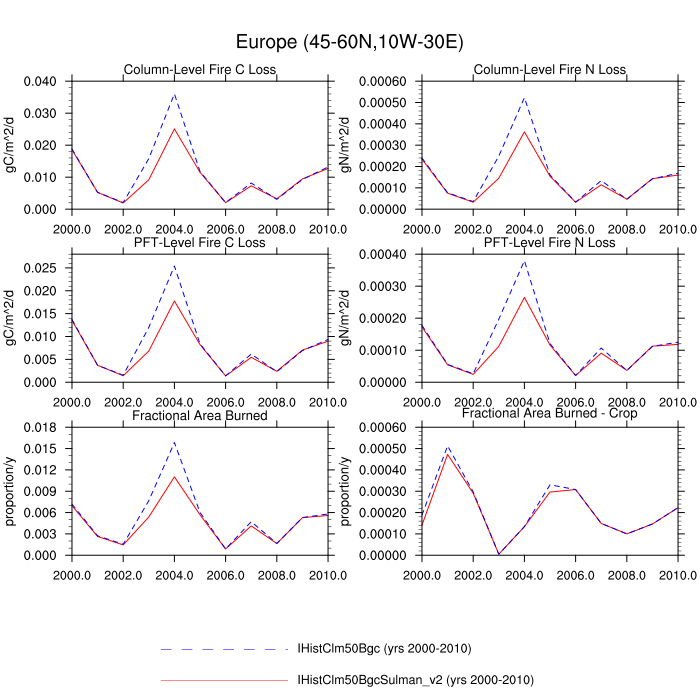 Europe (45-60N,10W-30E)
Column-Level Fire C Loss
gC/m^2/d
0.040
0.030
0.020
0.010
0.000
2000.0 2002.0 2004.0 2006.0 2008.0 2010.0
Column-Level Fire N Loss
gN/m^2/d
0.00060
0.00050
0.00040
0.00030
0.00020
0.00010
0.00000
2000.0 2002.0 2004.0 2006.0 2008.0 2010.0
PFT-Level Fire C Loss
gC/m^2/d
0.025
0.020
0.015
0.010
0.005
0.000
2000.0 2002.0 2004.0 2006.0 2008.0 2010.0
PFT-Level Fire N Loss
gN/m^2/d
0.00040
0.00030
0.00020
0.00010
0.00000
2000.0 2002.0 2004.0 2006.0 2008.0 2010.0
Fractional Area Burned
proportion/y
0.018
0.015
0.012
0.009
0.006
0.003
0.000
2000.0 2002.0 2004.0 2006.0 2008.0 2010.0
Fractional Area Burned - Crop
proportion/y
0.00060
0.00050
0.00040
0.00030
0.00020
0.00010
0.00000
2000.0 2002.0 2004.0 2006.0 2008.0 2010.0
IHistClm50Bgc (yrs 2000-2010)
IHistClm50BgcSulman_v2 (yrs 2000-2010)